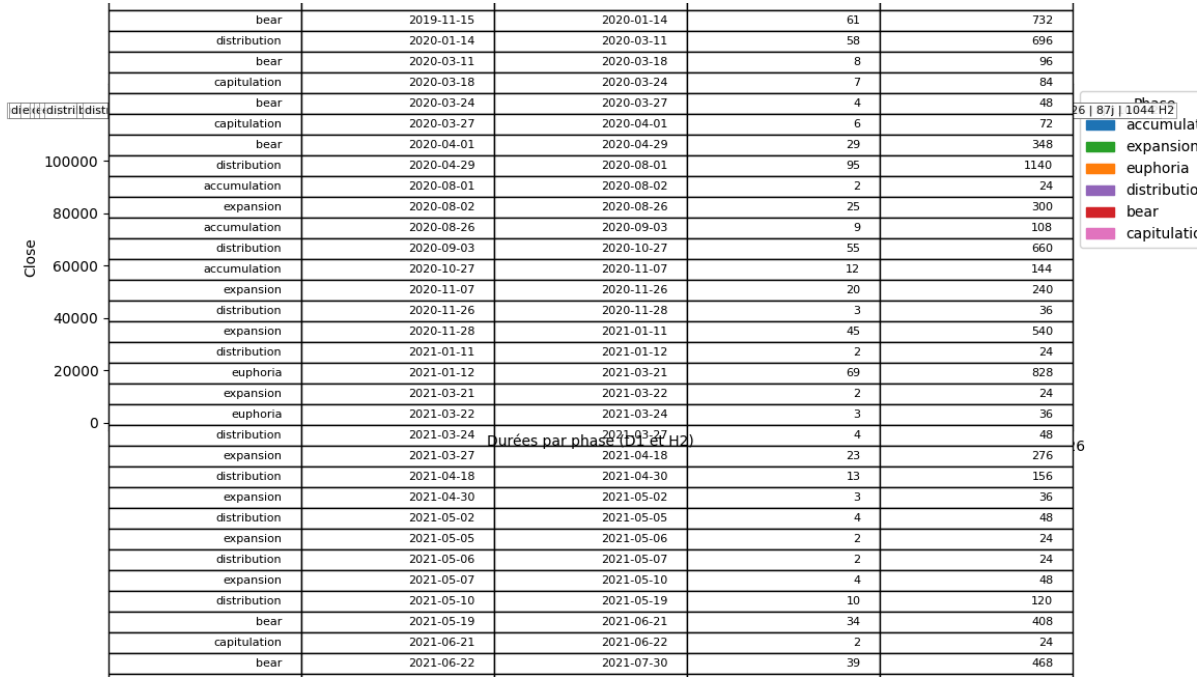 bear 2019-11-15 2020-01-14 61 732
distribution 2020-01-14 2020-03-11 58 696
bear 2020-03-11 2020-03-18 8 96
capitulation 2020-03-18 2020-03-24 7 84
bear 2020-03-24 2020-03-27 4 48
capitulation 2020-03-27 2020-04-01 6 72
bear 2020-04-01 2020-04-29 29 348
distribution 2020-04-29 2020-08-01 95 1140
accumulation 2020-08-01 2020-08-02 2 24
expansion 2020-08-02 2020-08-26 25 300
accumulation 2020-08-26 2020-09-03 9 108
distribution 2020-09-03 2020-10-27 55 660
accumulation 2020-10-27 2020-11-07 12 144
expansion 2020-11-07 2020-11-26 20 240
distribution 2020-11-26 2020-11-28 3 36
expansion 2020-11-28 2021-01-11 45 540
distribution 2021-01-11 2021-01-12 2 24
euphoria 2021-01-12 2021-03-21 69 828
expansion 2021-03-21 2021-03-22 2 24
euphoria 2021-03-22 2021-03-24 3 36
distribution 2021-03-24 2021-03-27 4 48
expansion 2021-03-27 2021-04-18 23 276
distribution 2021-04-18 2021-04-30 13 156
expansion 2021-04-30 2021-05-02 3 36
distribution 2021-05-02 2021-05-05 4 48
expansion 2021-05-05 2021-05-06 2 24
distribution 2021-05-06 2021-05-07 2 24
expansion 2021-05-07 2021-05-10 4 48
distribution 2021-05-10 2021-05-19 10 120
bear 2021-05-19 2021-06-21 34 408
capitulation 2021-06-21 2021-06-22 2 24
bear 2021-06-22 2021-07-30 39 468
Durées par phase (D1 et H2)
Close
100000
80000
60000
40000
20000
0
26 | 87j | 1044 H2
Phase
accumulat
expansion
euphoria
distributio
bear
capitulatio